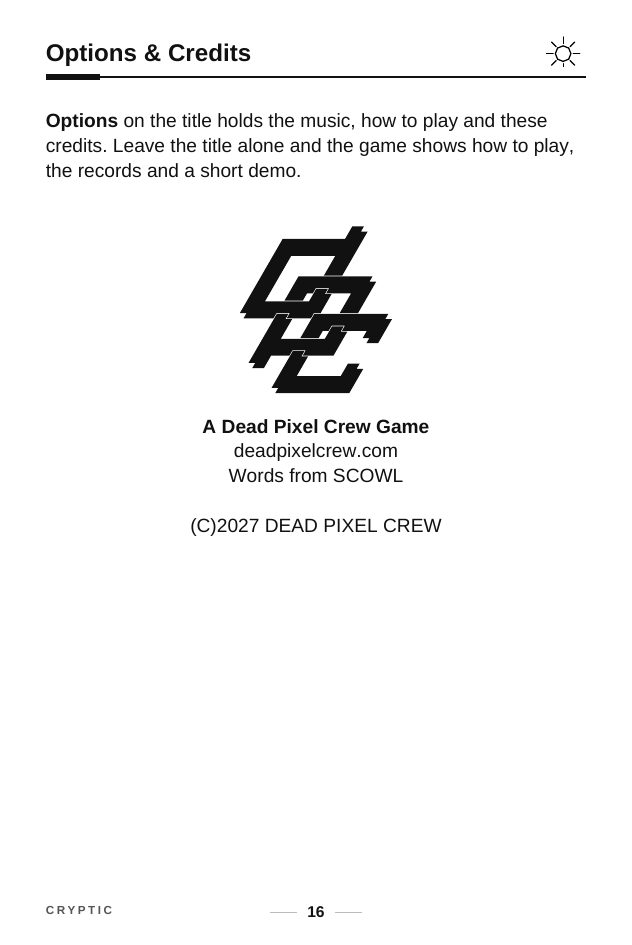 Options & Credits
Options on the title holds the music, how to play and these
credits. Leave the title alone and the game shows how to play,
the records and a short demo.
A Dead Pixel Crew Game
deadpixelcrew.com
Words from SCOWL
(C)2027 DEAD PIXEL CREW
CRYPTIC
16